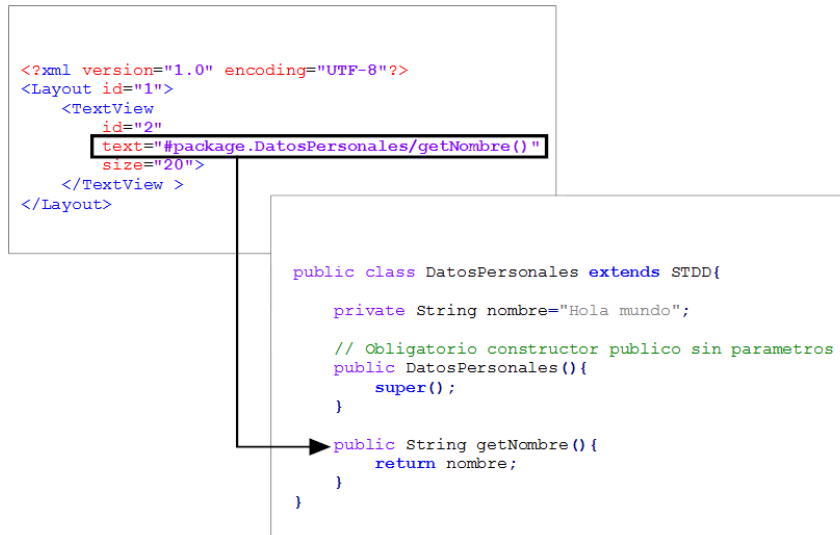 <?xml version="1.0" encoding="UTF-8"?>
<Layout id="1">
<TextView
id="2"
text="#package.DatosPersonales/getNombre()"
size="20">
</TextView >
</Layout>
public class DatosPersonales extends STDD{
private String nombre="Hola mundo";
// Obligatorio constructor publico sin parametros
public DatosPersonales(){
super();
}
public String getNombre(){
return nombre;
}
}